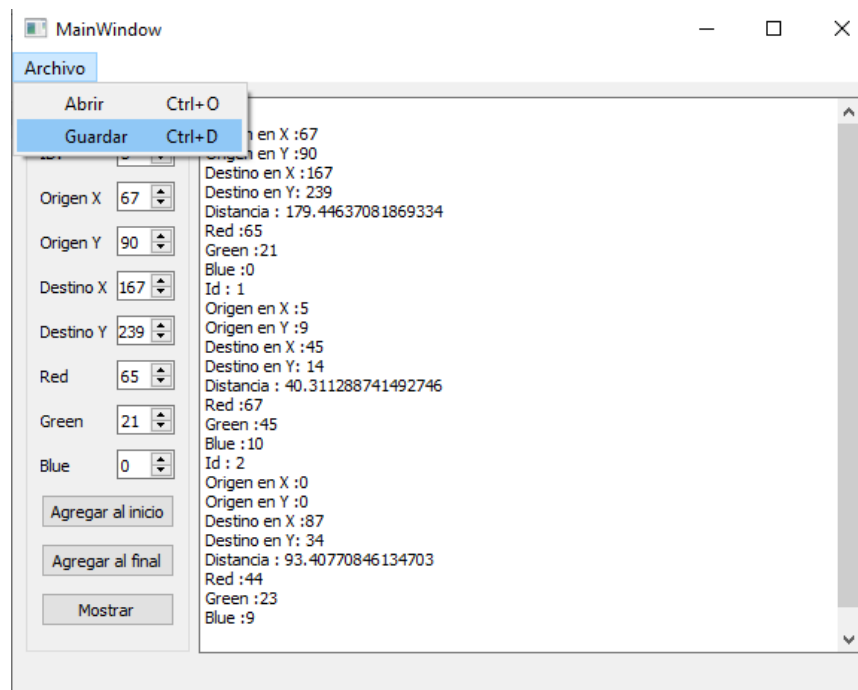 MainWindow
Archivo
Abrir Ctrl+O
Guardar Ctrl+D
en X :67
Origen en Y :90
Destino en X :167
Destino en Y: 239
Distancia : 179.44637081869334
Red :65
Green :21
Blue :0
Id : 1
Origen en X :5
Origen en Y :9
Destino en X :45
Destino en Y: 14
Distancia : 40.311288741492746
Red :67
Green :45
Blue :10
Id : 2
Origen en X :0
Origen en Y :0
Destino en X :87
Destino en Y: 34
Distancia : 93.40770846134703
Red :44
Green :23
Blue :9
Origen X 67
Origen Y 90
Destino X 167
Destino Y 239
Red 65
Green 21
Blue 0
Agregar al inicio
Agregar al final
Mostrar